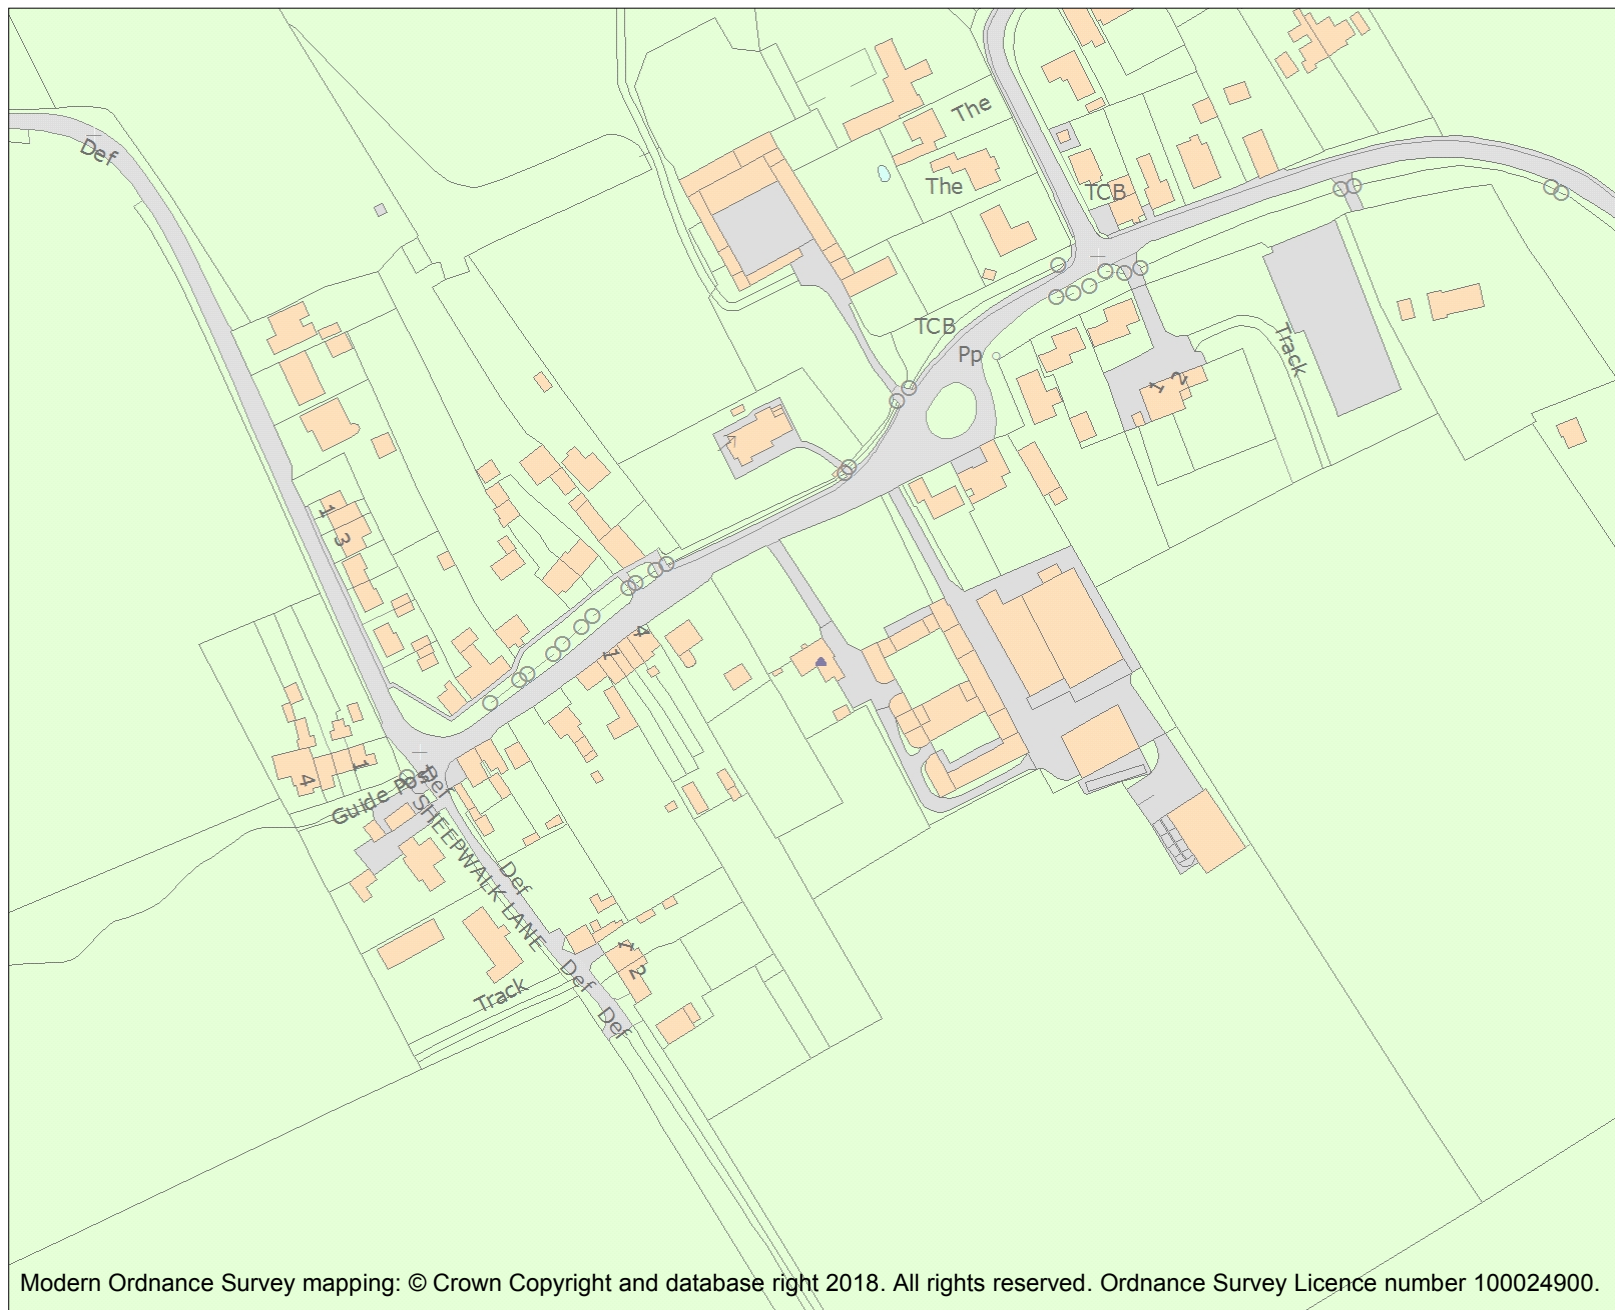 Def
The
The
TCB
TCB
Pp
Track
1
2
1
3
4
1
4
1
Guide Post
Def
SHEEPWALK LANE
Def
1
2
Def
Track
Def
Modern Ordnance Survey mapping: © Crown Copyright and database right 2018. All rights reserved. Ordnance Survey Licence number 100024900.